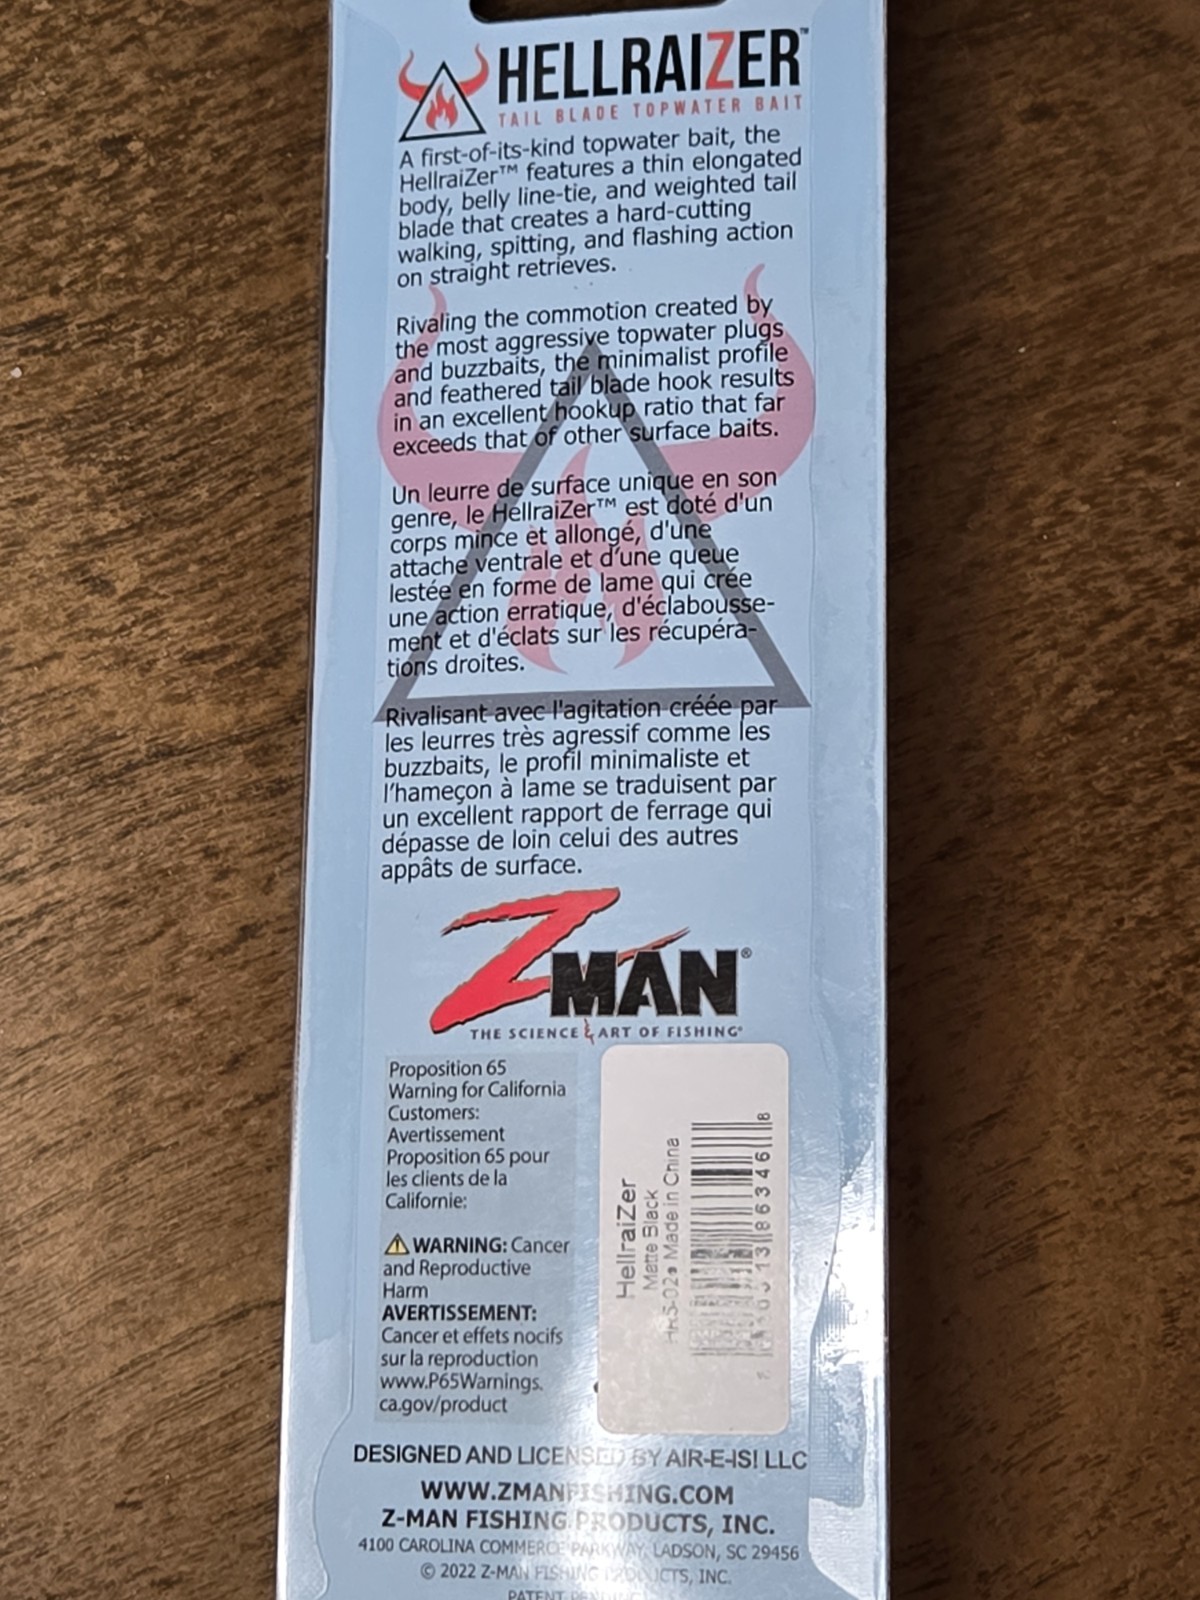 HELLRAIZER™
TAIL BLADE TOPWATER BAIT
A first-of-its-kind topwater bait, the
HellraiZer™ features a thin elongated
body, belly line-tie, and weighted tail
blade that creates a hard-cutting
walking, spitting, and flashing action
on straight retrieves.
Rivaling the commotion created by
the most aggressive topwater plugs
and buzzbaits, the minimalist profile
and feathered tail blade hook results
in an excellent hookup ratio that far
exceeds that of other surface baits.
Un leurre de surface unique en son
genre, le HellraiZer™ est doté d'un
corps mince et allongé, d'une
attache ventrale et d'une queue
lestée en forme de lame qui crée
une action erratique, d'éclabousse-
ment et d'éclats sur les récupéra-
tions droites.
Rivalisant avec l'agitation créée par
les leurres très agressif comme les
buzzbaits, le profil minimaliste et
l'hameçon à lame se traduisent par
un excellent rapport de ferrage qui
dépasse de loin celui des autres
appâts de surface.
ZMAN®
THE SCIENCE & ART OF FISHING®
Proposition 65
Warning for California
Customers:
Avertissement
Proposition 65 pour
les clients de la
Californie:
WARNING: Cancer
and Reproductive
Harm
AVERTISSEMENT:
Cancer et effets nocifs
sur la reproduction
www.P65Warnings.
ca.gov/product
HellraiZer
Matte Black
Made in China
DESIGNED AND LICENSED BY AIR-E-IS! LLC
WWW.ZMANFISHING.COM
Z-MAN FISHING PRODUCTS, INC.
4100 CAROLINA COMMERCE PARKWAY, LADSON, SC 29456
© 2022 Z-MAN FISHING PRODUCTS, INC.
PATENT PENDING